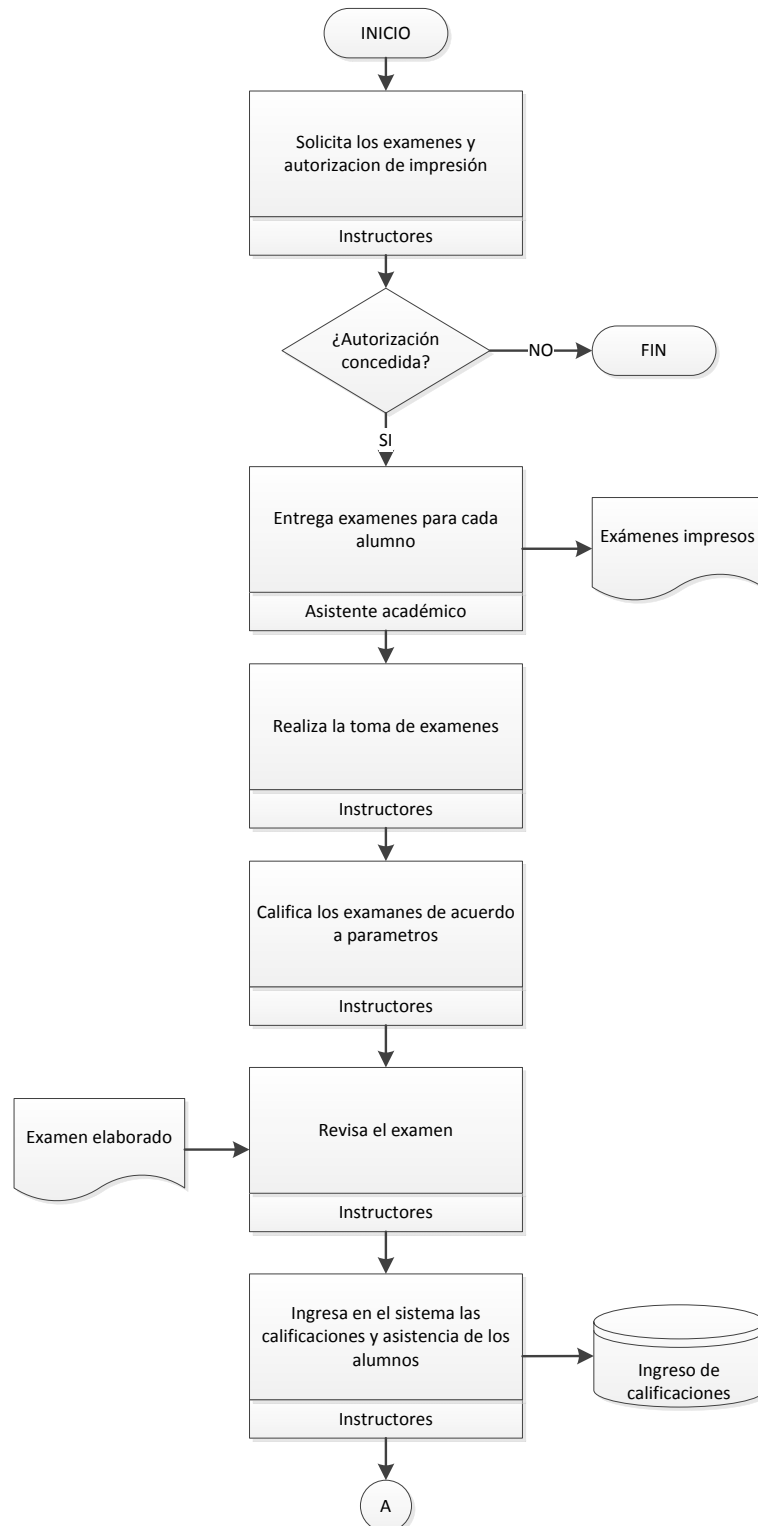 INICIO
Solicita los examenes y
autorizacion de impresión
Instructores
¿Autorización
concedida?
NO
FIN
SI
Entrega examenes para cada
alumno
Asistente académico
Exámenes impresos
Realiza la toma de examenes
Instructores
Califica los examanes de acuerdo
a parametros
Instructores
Examen elaborado
Revisa el examen
Instructores
Ingresa en el sistema las
calificaciones y asistencia de los
alumnos
Instructores
Ingreso de
calificaciones
A